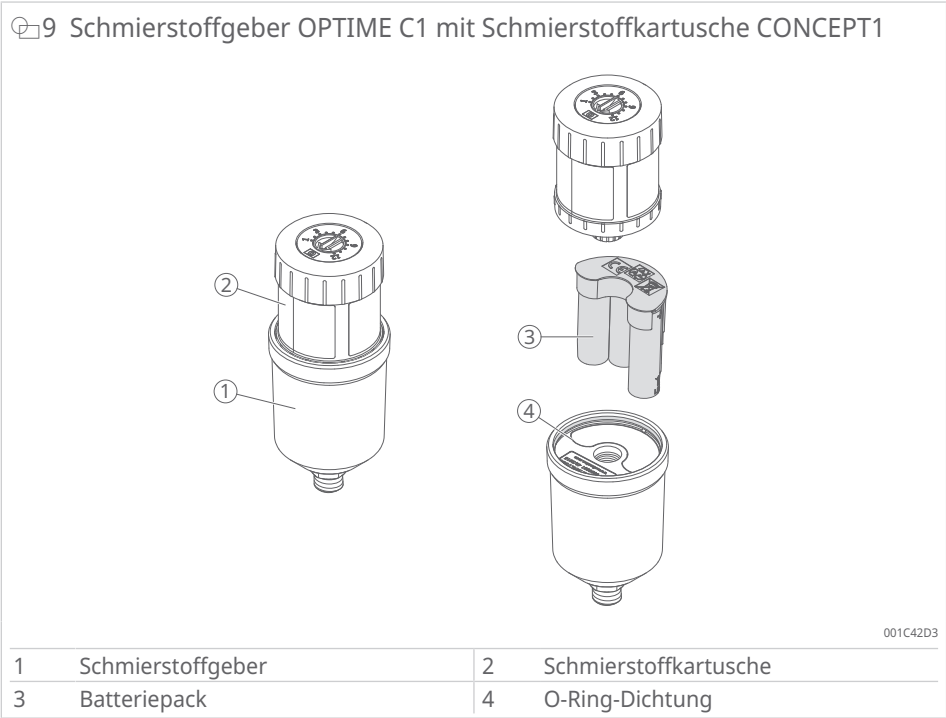 9 Schmierstoffgeber OPTIME C1 mit Schmierstoffkartusche CONCEPT1
2
1
3
4
001C42D3
1 Schmierstoffgeber 2 Schmierstoffkartusche
3 Batteriepack 4 O-Ring-Dichtung